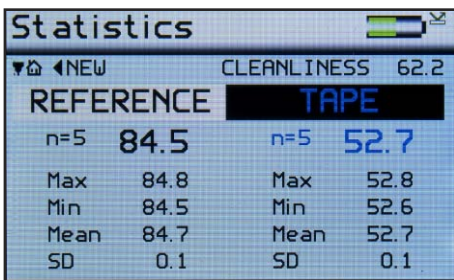 Statistics
NEW CLEANLINESS 62.2
REFERENCE TAPE
n=5 84.5 n=5 52.7
Max 84.8 Max 52.8
Min 84.5 Min 52.6
Mean 84.7 Mean 52.7
SD 0.1 SD 0.1